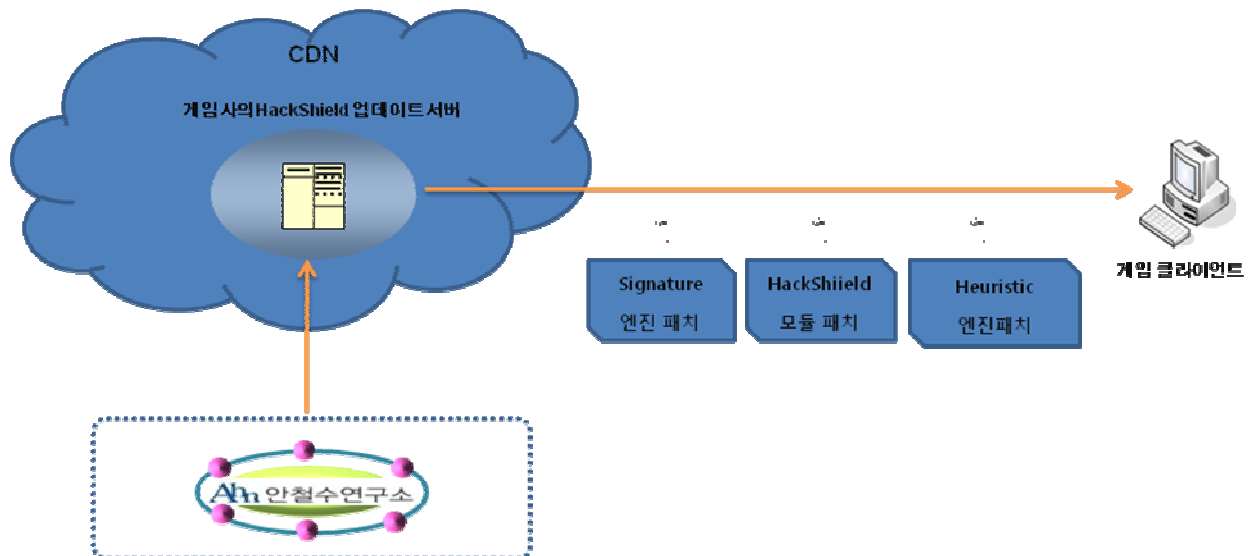 CDN
게임사의HackShield 업데이트서버
Signature
엔진 패치
HackShiield
모듈 패치
Heuristic
엔진패치
게임 클라이언트
Ahn 안철수연구소